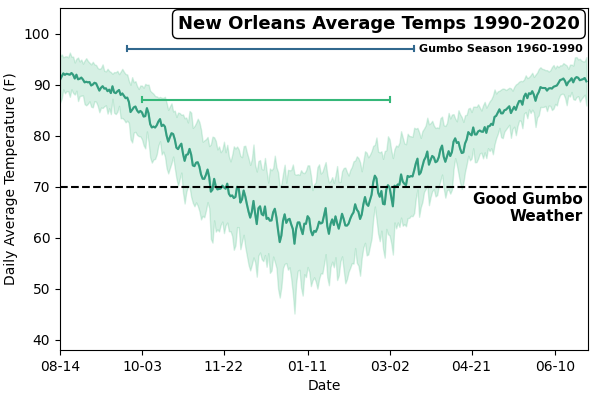 New Orleans Average Temps 1990-2020
Gumbo Season 1960-1990
Good Gumbo
Weather
Daily Average Temperature (F)
100
90
80
70
60
50
40
08-14 10-03 11-22 01-11 03-02 04-21 06-10
Date